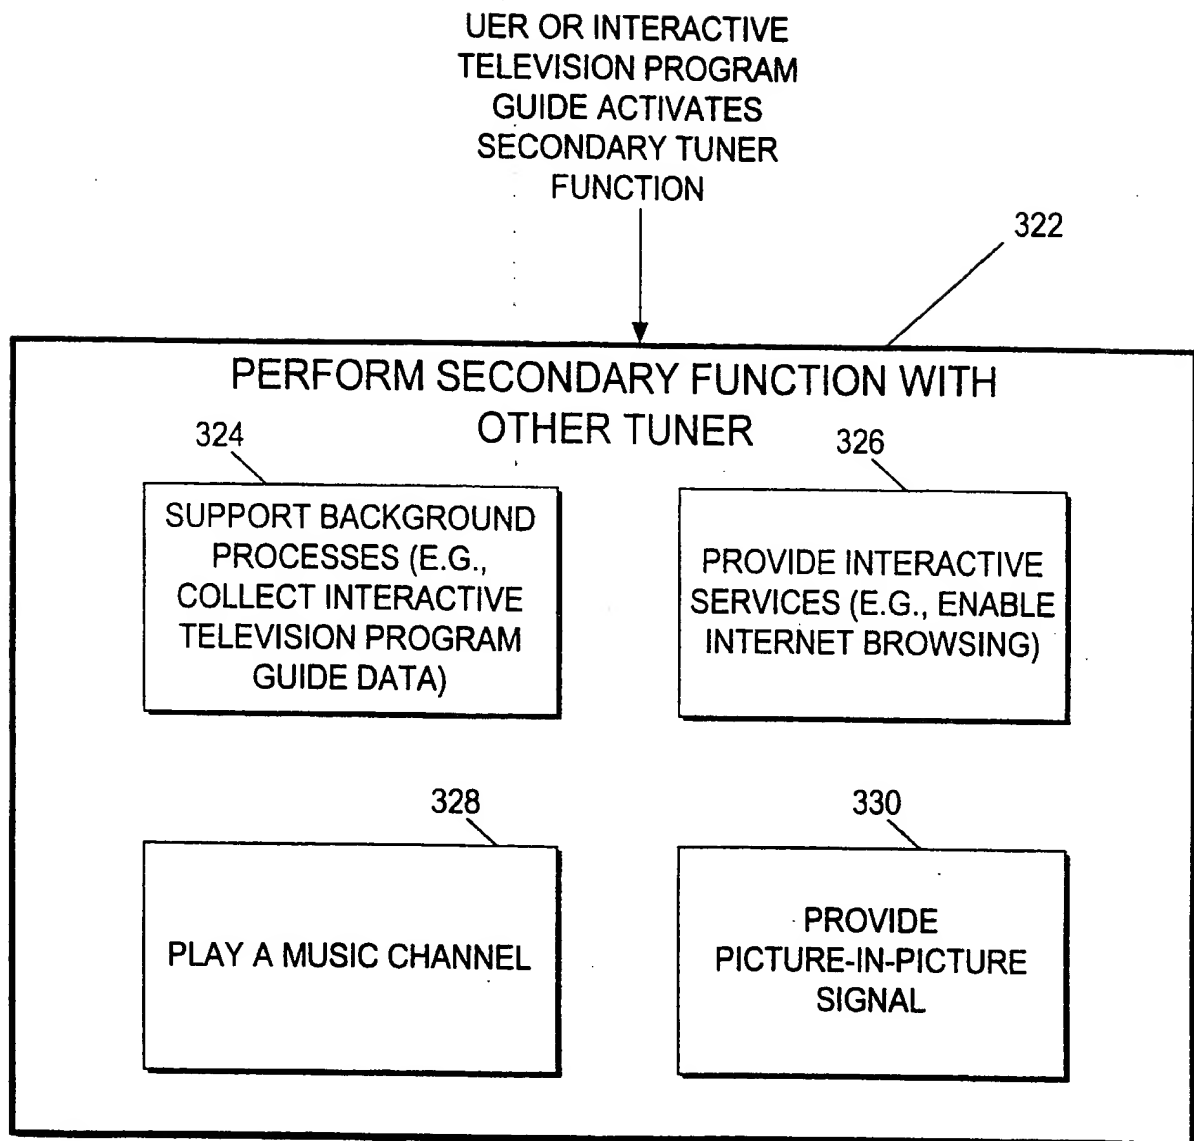 UER OR INTERACTIVE
TELEVISION PROGRAM
GUIDE ACTIVATES
SECONDARY TUNER
FUNCTION
322
PERFORM SECONDARY FUNCTION WITH
OTHER TUNER
324
SUPPORT BACKGROUND
PROCESSES (E.G.,
COLLECT INTERACTIVE
TELEVISION PROGRAM
GUIDE DATA)
326
PROVIDE INTERACTIVE
SERVICES (E.G., ENABLE
INTERNET BROWSING)
328
PLAY A MUSIC CHANNEL
330
PROVIDE
PICTURE-IN-PICTURE
SIGNAL